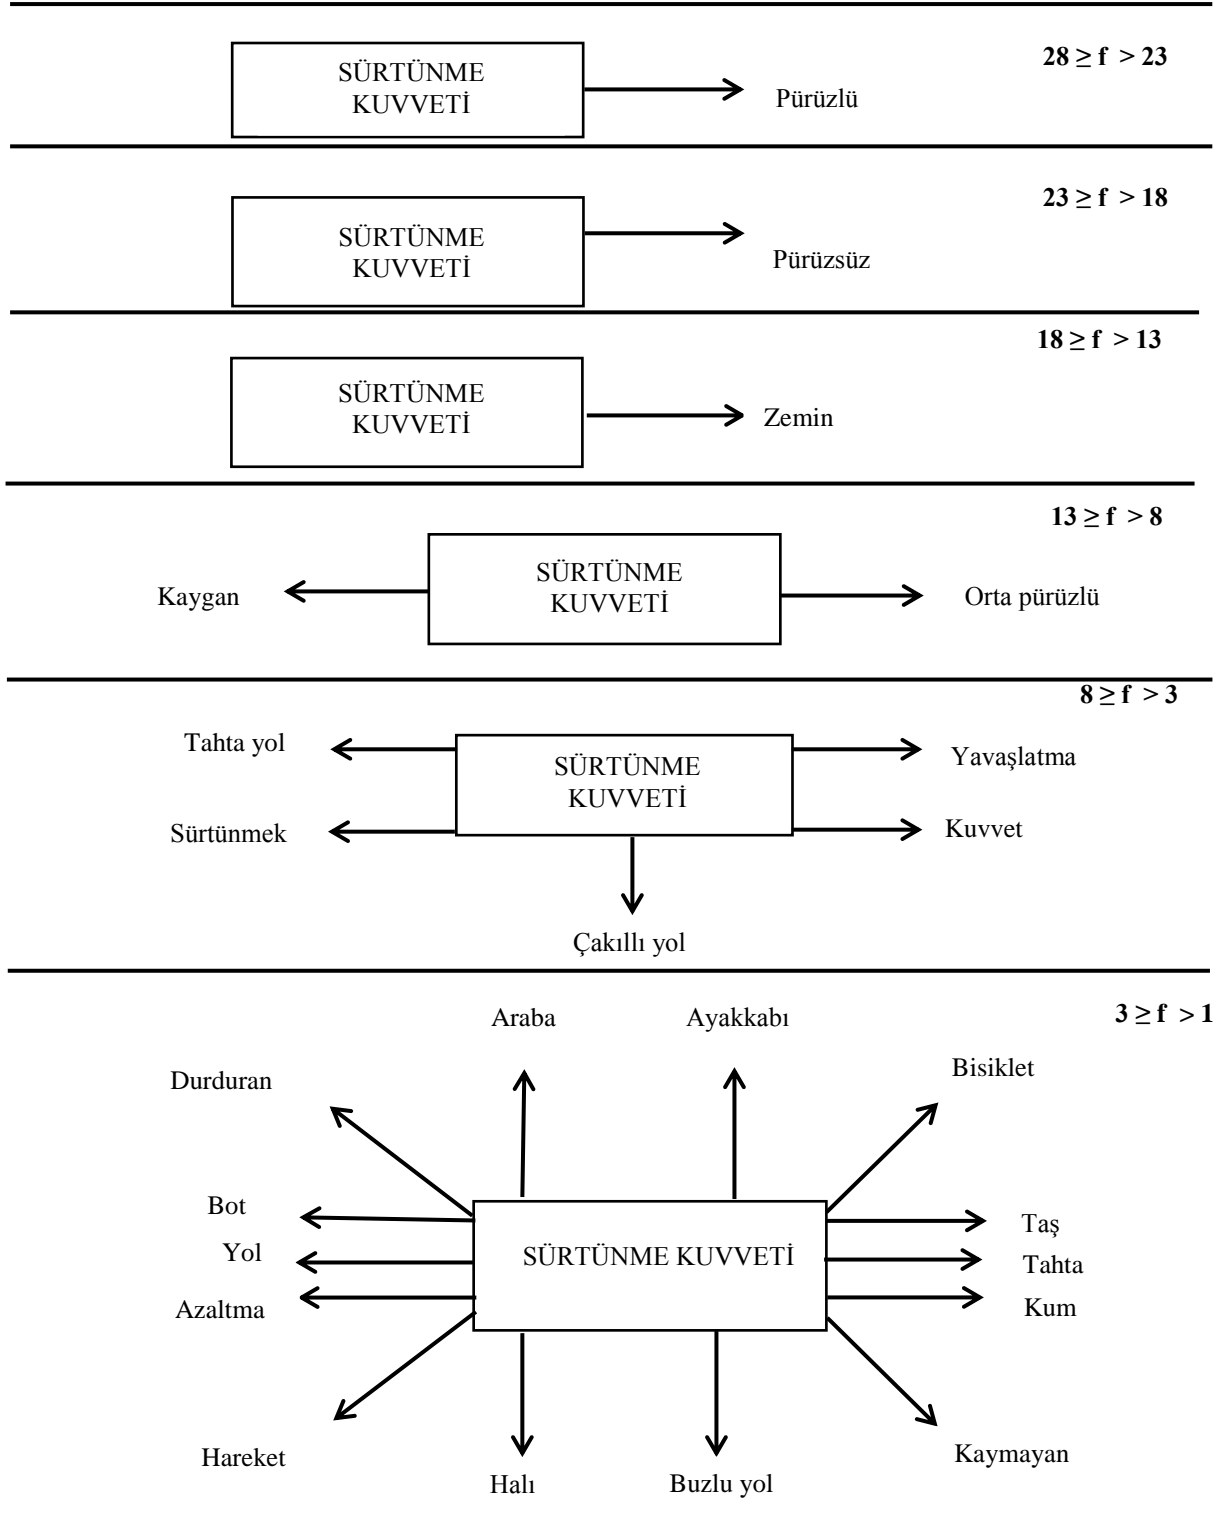 28 ≥ f > 23
SÜRTÜNME
KUVVETİ
Pürüzlü
23 ≥ f > 18
SÜRTÜNME
KUVVETİ
Pürüzsüz
18 ≥ f > 13
SÜRTÜNME
KUVVETİ
Zemin
13 ≥ f > 8
Kaygan
SÜRTÜNME
KUVVETİ
Orta pürüzlü
8 ≥ f > 3
Tahta yol
SÜRTÜNME
KUVVETİ
Yavaşlatma
Sürtünmek
Kuvvet
Çakıllı yol
3 ≥ f > 1
Araba
Ayakkabı
Durduran
Bisiklet
Bot
Taş
Yol
SÜRTÜNME KUVVETİ
Tahta
Azaltma
Kum
Hareket
Kaymayan
Halı
Buzlu yol